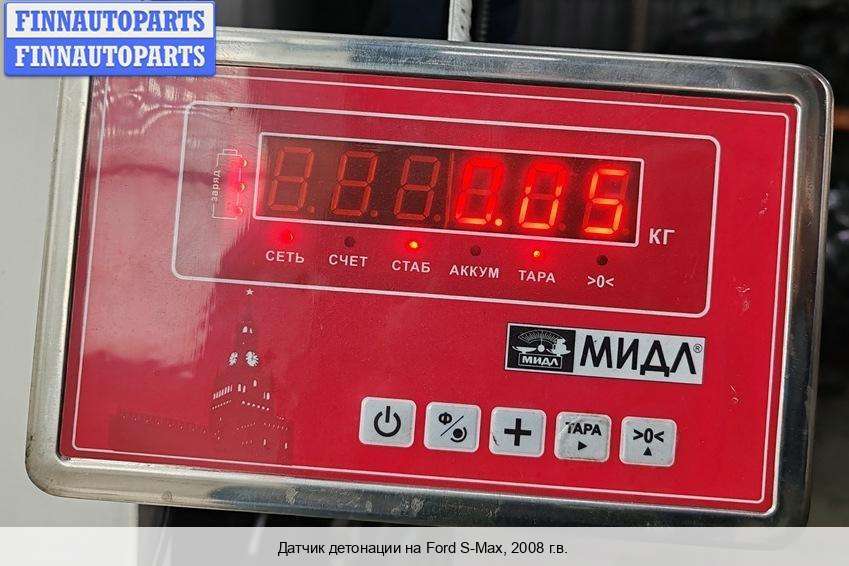 FINNAUTOPARTS
FINNAUTOPARTS
заряд
0.05
КГ
СЕТЬ СЧЕТ СТАБ АККУМ ТАРА >0<
МИДЛ МИДЛ®
Ф
ТАРА >0<
Датчик детонации на Ford S-Max, 2008 г.в.